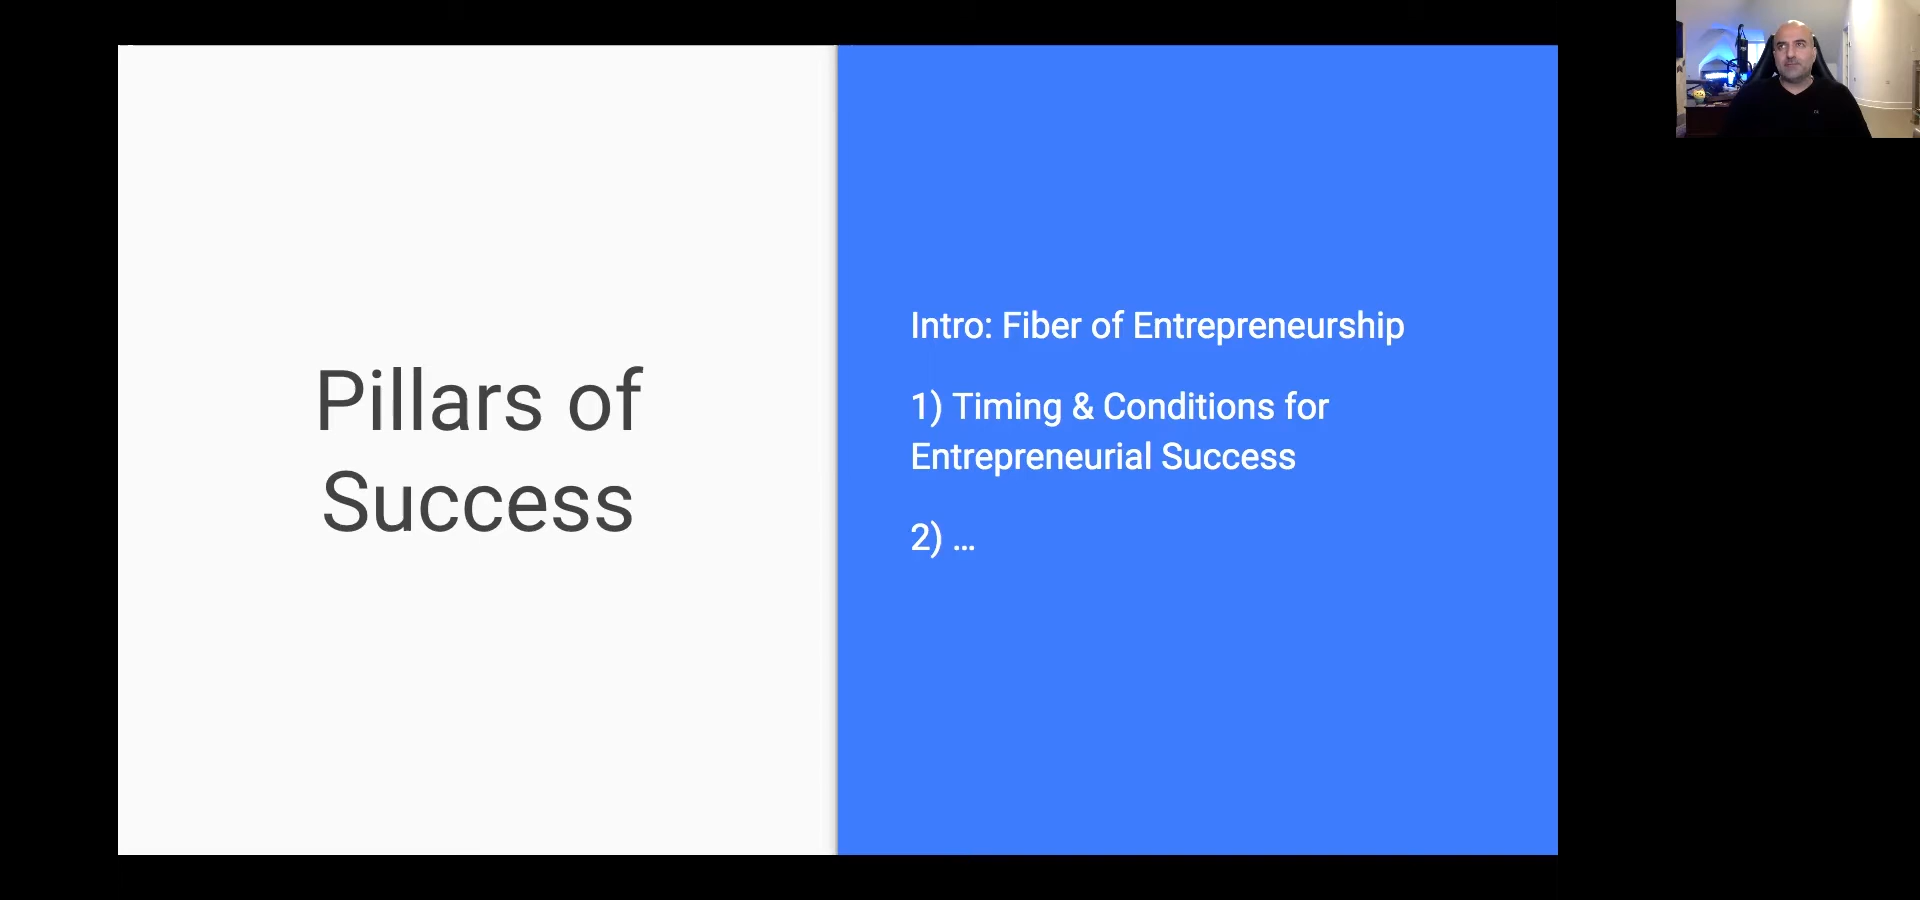 Pillars of
Success
Intro: Fiber of Entrepreneurship
1) Timing & Conditions for
Entrepreneurial Success
2) ...